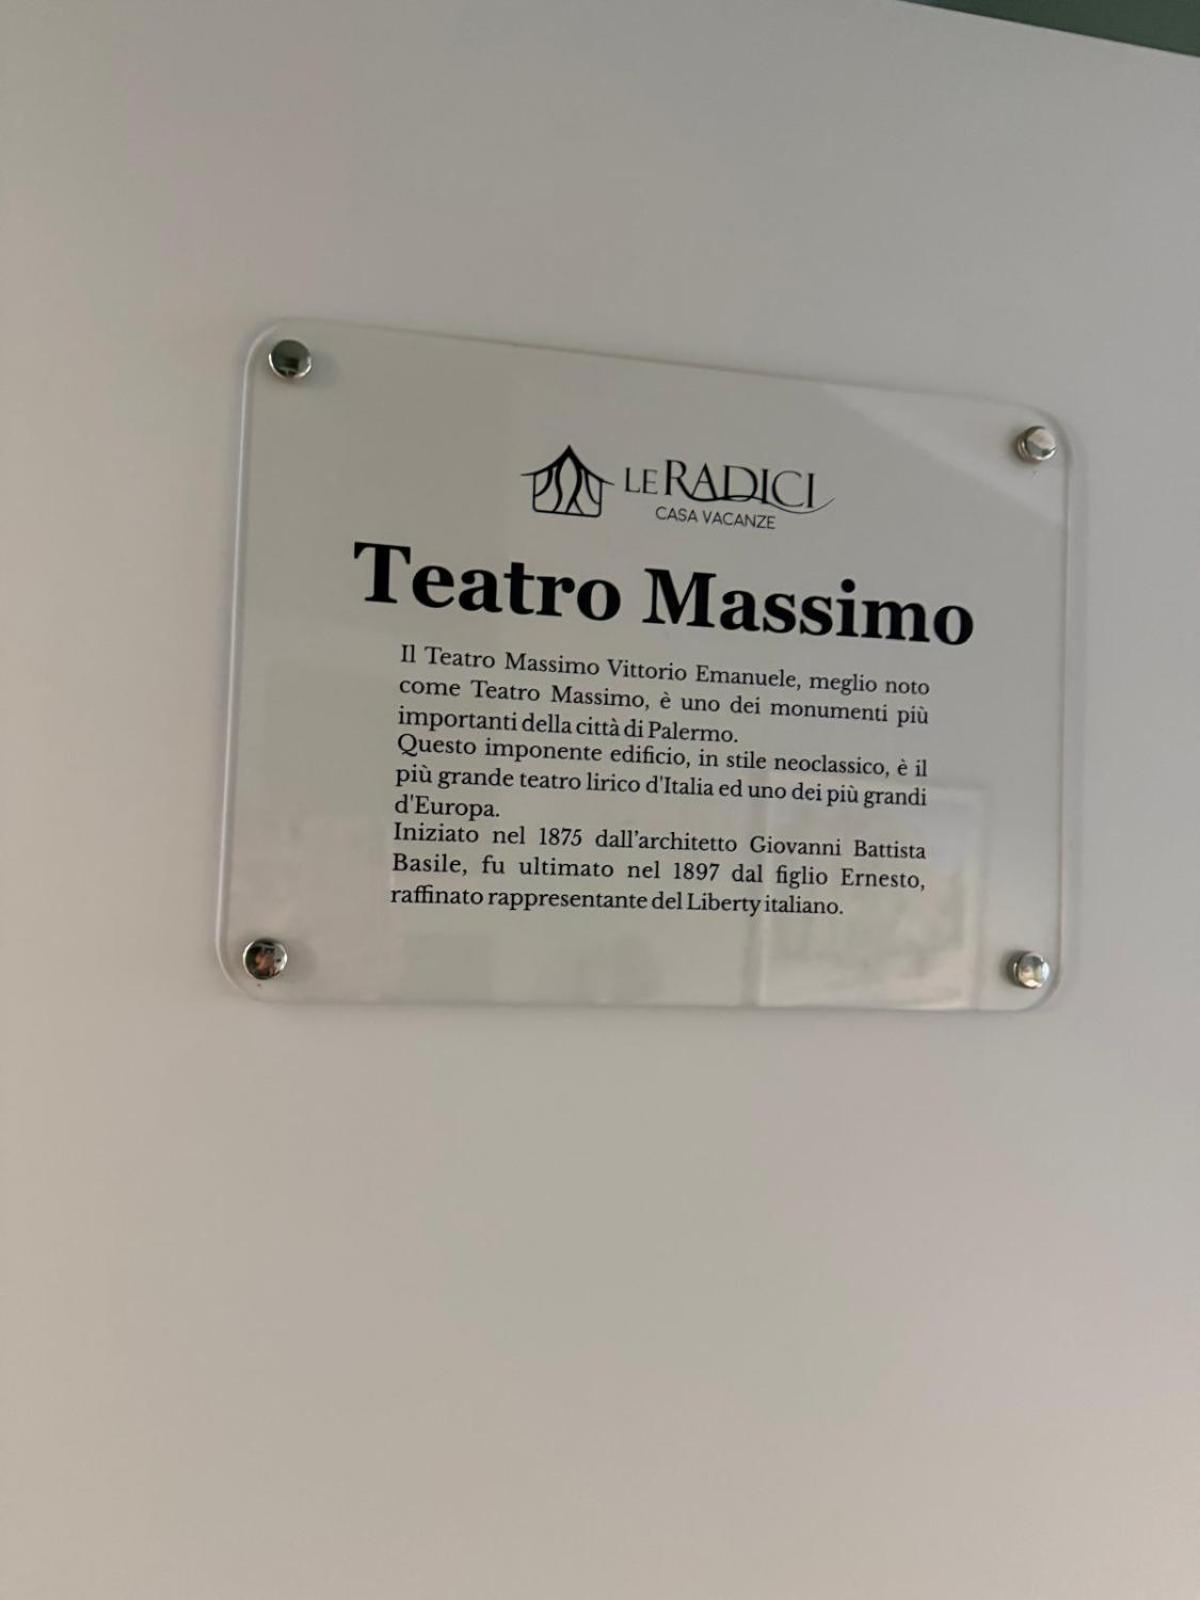 LE RADICI
CASA VACANZE
Teatro Massimo
Il Teatro Massimo Vittorio Emanuele, meglio noto
come Teatro Massimo, è uno dei monumenti più
importanti della città di Palermo.
Questo imponente edificio, in stile neoclassico, è il
più grande teatro lirico d'Italia ed uno dei più grandi
d'Europa.
Iniziato nel 1875 dall’architetto Giovanni Battista
Basile, fu ultimato nel 1897 dal figlio Ernesto,
raffinato rappresentante del Liberty italiano.